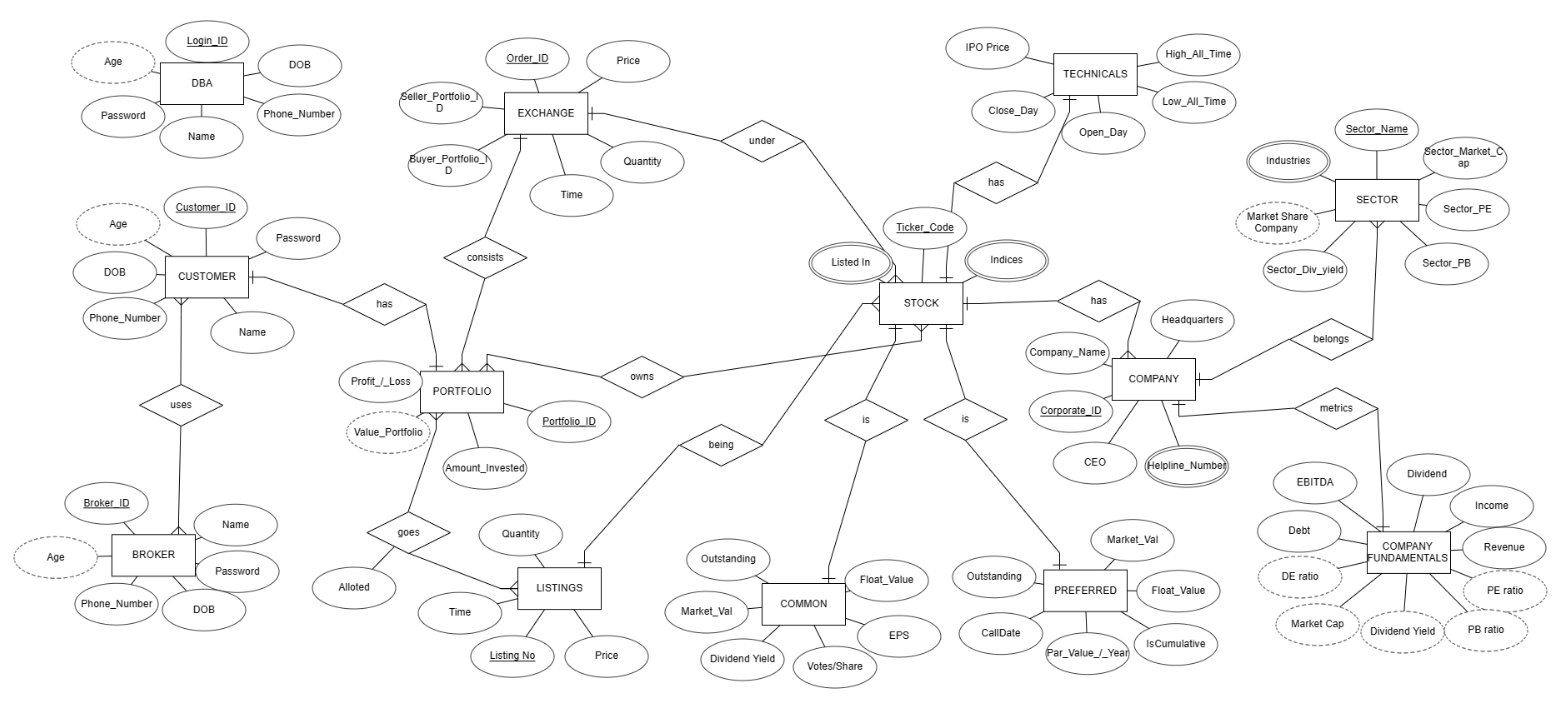 Login_ID
Age
DOB
DBA
Password
Phone_Number
Name
Order_ID
Price
Seller_Portfolio_I
D
EXCHANGE
Buyer_Portfolio_I
D
Quantity
Time
under
IPO Price
High_All_Time
TECHNICALS
Close_Day
Low_All_Time
Open_Day
has
Sector_Name
Industries
Sector_Market_C
ap
SECTOR
Market Share
Company
Sector_PE
Sector_Div_yield
Sector_PB
Customer_ID
Age
Password
DOB
CUSTOMER
Phone_Number
Name
has
consists
Ticker_Code
Listed In
Indices
STOCK
has
Headquarters
Company_Name
COMPANY
Corporate_ID
CEO
Helpline_Number
belongs
metrics
uses
Profit_/_Loss
PORTFOLIO
Value_Portfolio
Portfolio_ID
Amount_Invested
owns
being
is
is
Broker_ID
Name
Age
BROKER
Password
Phone_Number
DOB
goes
Alloted
Quantity
LISTINGS
Time
Listing No
Price
Outstanding
Float_Value
Market_Val
COMMON
EPS
Dividend Yield
Votes/Share
Market_Val
Outstanding
PREFERRED
Float_Value
CallDate
Par_Value_/_Year
IsCumulative
EBITDA
Dividend
Income
Debt
COMPANY
FUNDAMENTALS
Revenue
DE ratio
PE ratio
Market Cap
Dividend Yield
PB ratio